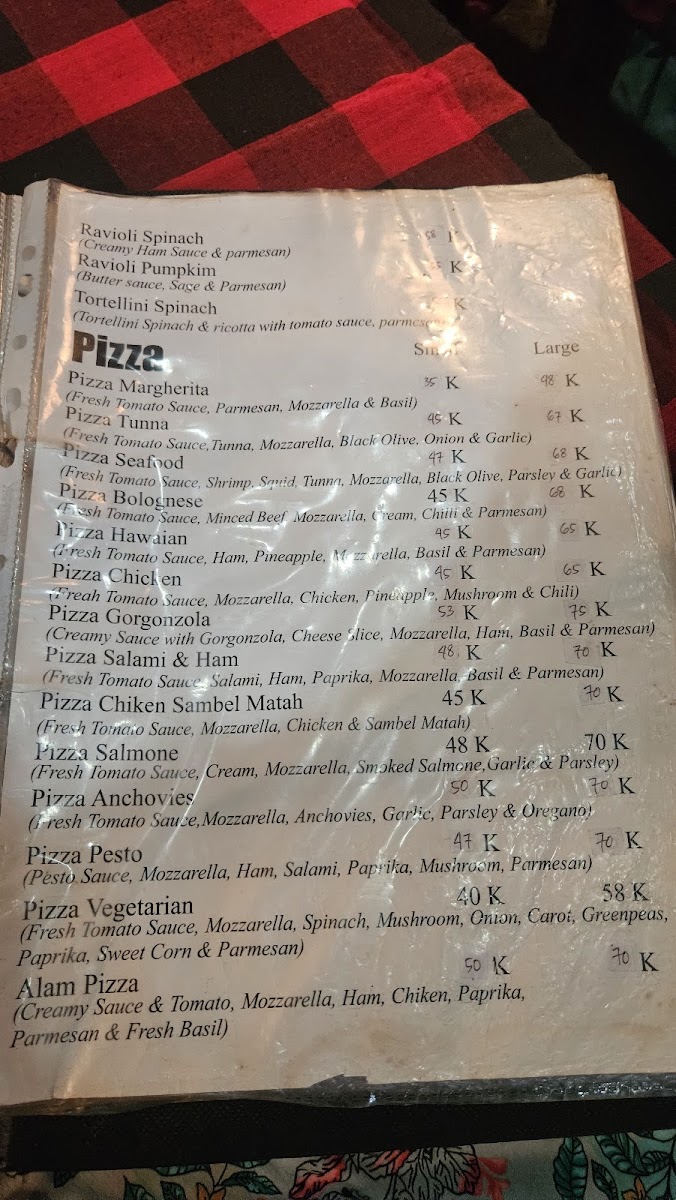 Ravioli Spinach K
(Creamy Ham Sauce & parmesan)
Ravioli Pumpkim K
(Butter sauce, Sage & Parmesan)
Tortellini Spinach K
(Tortellini Spinach & ricotta with tomato sauce, parmesan)
Pizza Small Large
Pizza Margherita 35 K 48 K
(Fresh Tomato Sauce, Parmesan, Mozzarella & Basil)
Pizza Tunna 45 K 67 K
(Fresh Tomato Sauce,Tunna, Mozzarella, Black Olive, Onion & Garlic)
Pizza Seafood 47 K 68 K
(Fresh Tomato Sauce, Shrimp, Squid, Tunna, Mozzarella, Black Olive, Parsley & Garlic)
Pizza Bolognese 45 K 68 K
(Fresh Tomato Sauce, Minced Beef, Mozzarella, Cream, Chilli & Parmesan)
Pizza Hawaian 45 K 65 K
(Fresh Tomato Sauce, Ham, Pineapple, Mozzarella, Basil & Parmesan)
Pizza Chicken 45 K 65 K
(Freah Tomato Sauce, Mozzarella, Chicken, Pineapple, Mushroom & Chili)
Pizza Gorgonzola 53 K 75 K
(Creamy Sauce with Gorgonzola, Cheese Slice, Mozzarella, Ham, Basil & Parmesan)
Pizza Salami & Ham 48 K 70 K
(Fresh Tomato Sauce, Salami, Ham, Paprika, Mozzarella, Basil & Parmesan)
Pizza Chiken Sambel Matah 45 K 70 K
(Fresh Tomato Sauce, Mozzarella, Chicken & Sambel Matah)
Pizza Salmone 48 K 70 K
(Fresh Tomato Sauce, Cream, Mozzarella, Smoked Salmone,Garlic & Parsley)
Pizza Anchovies 50 K 70 K
(Fresh Tomato Sauce,Mozzarella, Anchovies, Garlic, Parsley & Oregano)
Pizza Pesto 47 K 70 K
(Pesto Sauce, Mozzarella, Ham, Salami, Paprika, Mushroom, Parmesan)
Pizza Vegetarian 40 K 58 K
(Fresh Tomato Sauce, Mozzarella, Spinach, Mushroom, Onion, Carot, Greenpeas,
Paprika, Sweet Corn & Parmesan)
Alam Pizza 50 K 70 K
(Creamy Sauce & Tomato, Mozzarella, Ham, Chiken, Paprika,
Parmesan & Fresh Basil)